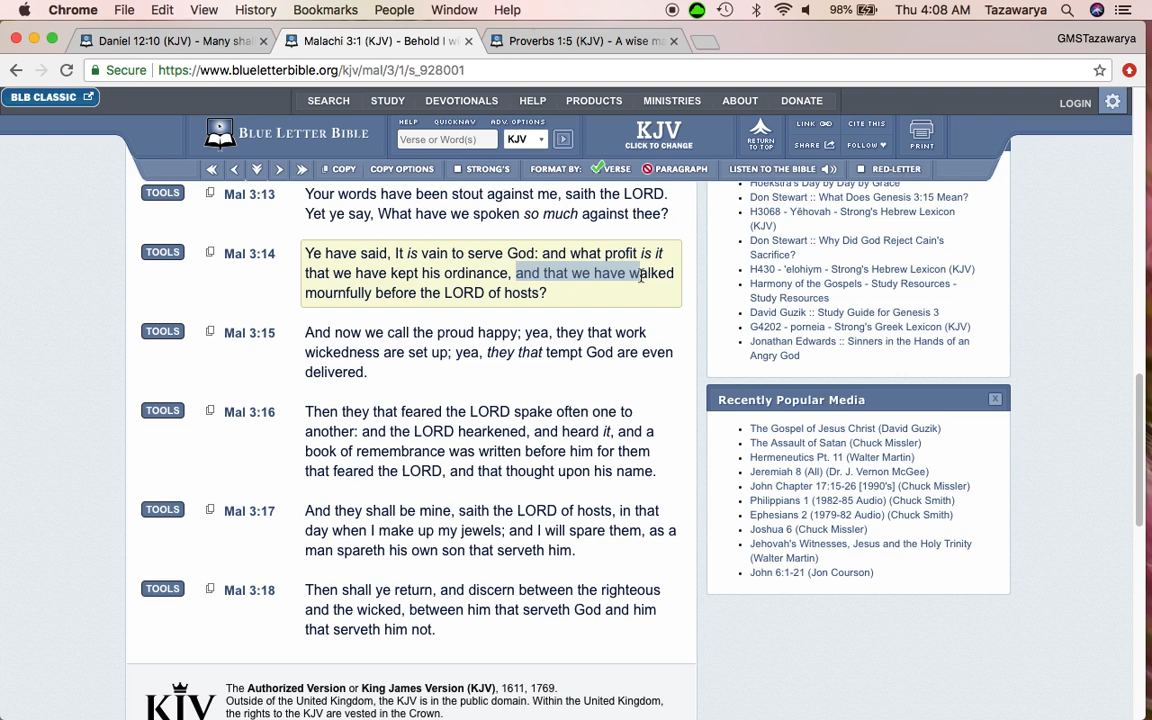 Chrome File Edit View History Bookmarks People Window Help 98% Thu 4:08 AM Tazawarya
Daniel 12:10 (KJV) - Many shal
Malachi 3:1 (KJV) - Behold I wi
Proverbs 1:5 (KJV) - A wise ma
GMSTazawarya
Secure https://www.blueletterbible.org/kjv/mal/3/1/s_928001
BLB CLASSIC
SEARCH STUDY DEVOTIONALS HELP PRODUCTS MINISTRIES ABOUT DONATE LOGIN
BLUE LETTER BIBLE
HELP QUICKNAV ADV. OPTIONS
Verse or Word(s) KJV
KJV
CLICK TO CHANGE
RETURN
TO TOP
LINK CITE THIS
SHARE FOLLOW
PRINT
COPY COPY OPTIONS STRONG'S FORMAT BY: VERSE PARAGRAPH LISTEN TO THE BIBLE RED-LETTER
TOOLS Mal 3:13 Your words have been stout against me, saith the LORD.
Yet ye say, What have we spoken so much against thee?
TOOLS Mal 3:14 Ye have said, It is vain to serve God: and what profit is it
that we have kept his ordinance, and that we have walked
mournfully before the LORD of hosts?
TOOLS Mal 3:15 And now we call the proud happy; yea, they that work
wickedness are set up; yea, they that tempt God are even
delivered.
TOOLS Mal 3:16 Then they that feared the LORD spake often one to
another: and the LORD hearkened, and heard it, and a
book of remembrance was written before him for them
that feared the LORD, and that thought upon his name.
TOOLS Mal 3:17 And they shall be mine, saith the LORD of hosts, in that
day when I make up my jewels; and I will spare them, as a
man spareth his own son that serveth him.
TOOLS Mal 3:18 Then shall ye return, and discern between the righteous
and the wicked, between him that serveth God and him
that serveth him not.
KJV
The Authorized Version or King James Version (KJV), 1611, 1769.
Outside of the United Kingdom, the KJV is in the public domain. Within the United Kingdom,
the rights to the KJV are vested in the Crown.
Hoekstra's Day by Day by Grace
Don Stewart :: What Does Genesis 3:15 Mean?
H3068 - Yĕhovah - Strong's Hebrew Lexicon
(KJV)
Don Stewart :: Why Did God Reject Cain's
Sacrifice?
H430 - 'elohiym - Strong's Hebrew Lexicon (KJV)
Harmony of the Gospels - Study Resources -
Study Resources
David Guzik :: Study Guide for Genesis 3
G4202 - porneia - Strong's Greek Lexicon (KJV)
Jonathan Edwards :: Sinners in the Hands of an
Angry God
Recently Popular Media
The Gospel of Jesus Christ (David Guzik)
The Assault of Satan (Chuck Missler)
Hermeneutics Pt. 11 (Walter Martin)
Jeremiah 8 (All) (Dr. J. Vernon McGee)
John Chapter 17:15-26 [1990's] (Chuck Missler)
Philippians 1 (1982-85 Audio) (Chuck Smith)
Ephesians 2 (1979-82 Audio) (Chuck Smith)
Joshua 6 (Chuck Missler)
Jehovah's Witnesses, Jesus and the Holy Trinity
(Walter Martin)
John 6:1-21 (Jon Courson)